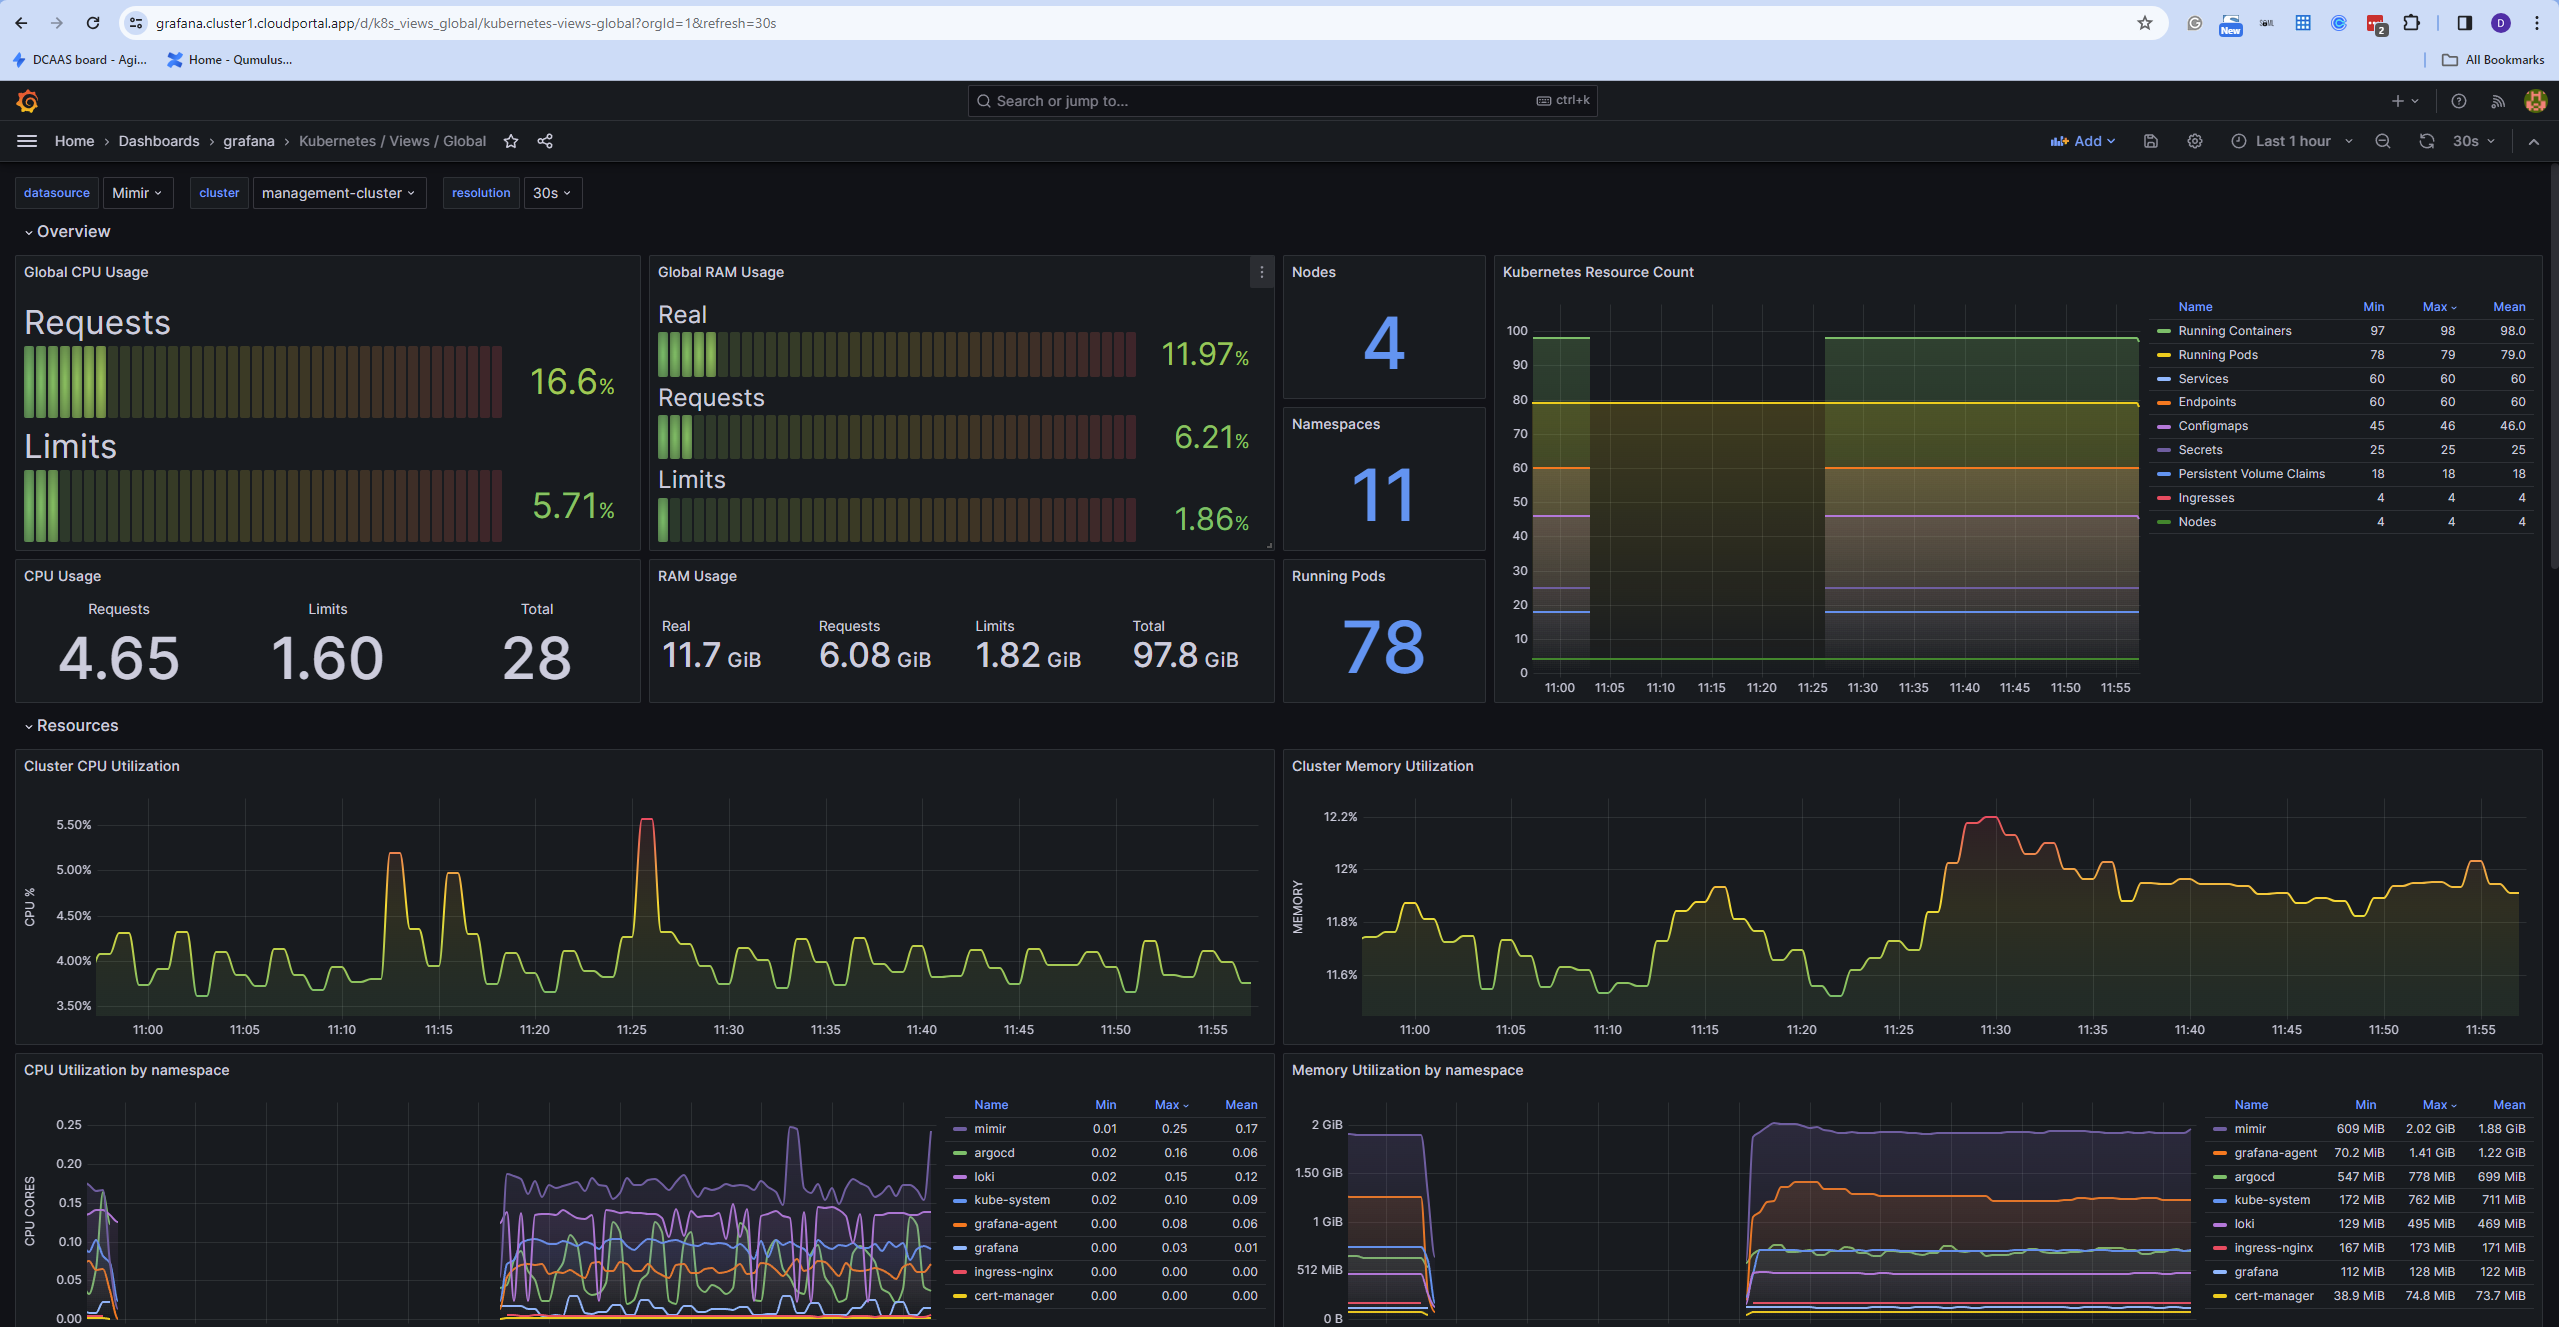 grafana.cluster1.cloudportal.app/d/k8s_views_global/kubernetes-views-global?orgId=1&refresh=30s
New
2
D
DCAAS board - Agi...
Home - Qumulus...
All Bookmarks
Search or jump to...
ctrl+k
Home › Dashboards › grafana › Kubernetes / Views / Global
Add
Last 1 hour
30s
datasource Mimir cluster management-cluster resolution 30s
Overview
Global CPU Usage
Requests
16.6%
Limits
5.71%
Global RAM Usage
Real
11.97%
Requests
6.21%
Limits
1.86%
Nodes
4
Namespaces
11
Kubernetes Resource Count
100
90
80
70
60
50
40
30
20
10
0
11:00 11:05 11:10 11:15 11:20 11:25 11:30 11:35 11:40 11:45 11:50 11:55
Name Min Max Mean
Running Containers 97 98 98.0
Running Pods 78 79 79.0
Services 60 60 60
Endpoints 60 60 60
Configmaps 45 46 46.0
Secrets 25 25 25
Persistent Volume Claims 18 18 18
Ingresses 4 4 4
Nodes 4 4 4
CPU Usage
Requests Limits Total
4.65 1.60 28
RAM Usage
Real Requests Limits Total
11.7 GiB 6.08 GiB 1.82 GiB 97.8 GiB
Running Pods
78
Resources
Cluster CPU Utilization
CPU %
5.50%
5.00%
4.50%
4.00%
3.50%
11:00 11:05 11:10 11:15 11:20 11:25 11:30 11:35 11:40 11:45 11:50 11:55
Cluster Memory Utilization
MEMORY
12.2%
12%
11.8%
11.6%
11:00 11:05 11:10 11:15 11:20 11:25 11:30 11:35 11:40 11:45 11:50 11:55
CPU Utilization by namespace
CPU CORES
0.25
0.20
0.15
0.10
0.05
0.00
Name Min Max Mean
mimir 0.01 0.25 0.17
argocd 0.02 0.16 0.06
loki 0.02 0.15 0.12
kube-system 0.02 0.10 0.09
grafana-agent 0.00 0.08 0.06
grafana 0.00 0.03 0.01
ingress-nginx 0.00 0.00 0.00
cert-manager 0.00 0.00 0.00
Memory Utilization by namespace
2 GiB
1.50 GiB
1 GiB
512 MiB
0 B
Name Min Max Mean
mimir 609 MiB 2.02 GiB 1.88 GiB
grafana-agent 70.2 MiB 1.41 GiB 1.22 GiB
argocd 547 MiB 778 MiB 699 MiB
kube-system 172 MiB 762 MiB 711 MiB
loki 129 MiB 495 MiB 469 MiB
ingress-nginx 167 MiB 173 MiB 171 MiB
grafana 112 MiB 128 MiB 122 MiB
cert-manager 38.9 MiB 74.8 MiB 73.7 MiB